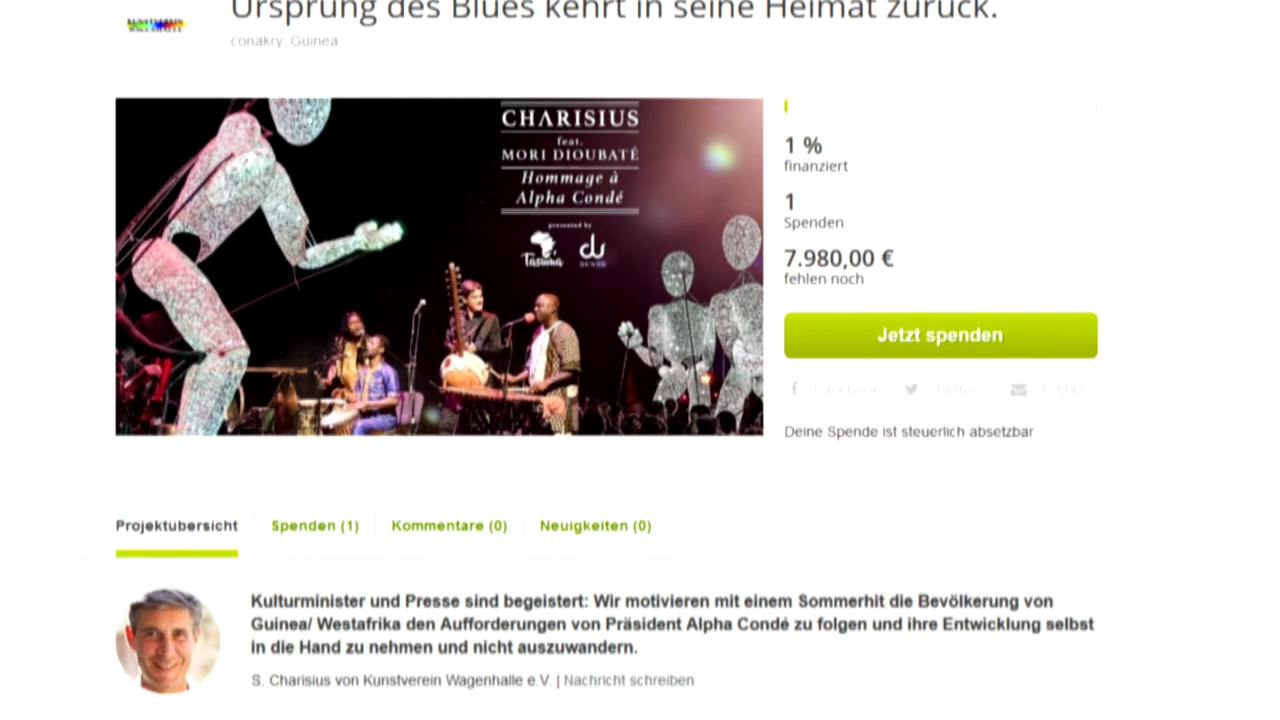 Ursprung des Blues kehrt in seine Heimat zurück.
KUNSTVEREIN
WAGENHALLE
conakry Guinea
CHARISIUS
feat.
MORI DIOUBATÉ
Hommage à
Alpha Condé
presented by
Tasuma
du
1 %
finanziert
1
Spenden
7.980,00 €
fehlen noch
Jetzt spenden
Facebook Twitter E-Mail
Deine Spende ist steuerlich absetzbar
Projektübersicht Spenden (1) Kommentare (0) Neuigkeiten (0)
Kulturminister und Presse sind begeistert: Wir motivieren mit einem Sommerhit die Bevölkerung von
Guinea/ Westafrika den Aufforderungen von Präsident Alpha Condé zu folgen und ihre Entwicklung selbst
in die Hand zu nehmen und nicht auszuwandern.
S. Charisius von Kunstverein Wagenhalle e.V. | Nachricht schreiben